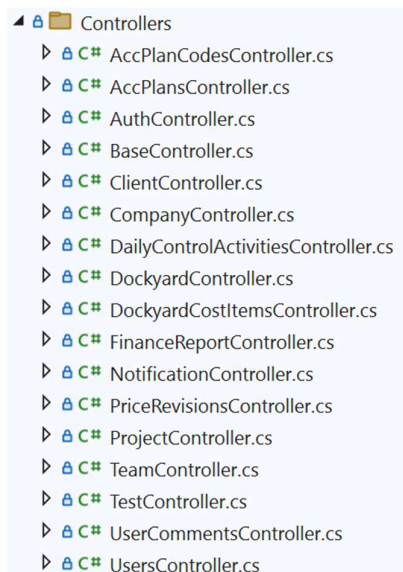 Controllers
C# AccPlanCodesController.cs
C# AccPlansController.cs
C# AuthController.cs
C# BaseController.cs
C# ClientController.cs
C# CompanyController.cs
C# DailyControlActivitiesController.cs
C# DockyardController.cs
C# DockyardCostItemsController.cs
C# FinanceReportController.cs
C# NotificationController.cs
C# PriceRevisionsController.cs
C# ProjectController.cs
C# TeamController.cs
C# TestController.cs
C# UserCommentsController.cs
C# UsersController.cs